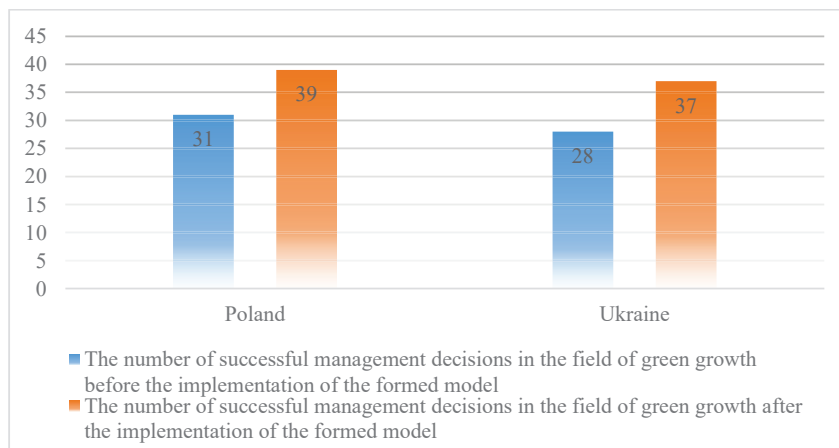 45
40
35
30
25
20
15
10
5
0
31
39
28
37
Poland
Ukraine
The number of successful management decisions in the field of green growth
before the implementation of the formed model
The number of successful management decisions in the field of green growth after
the implementation of the formed model